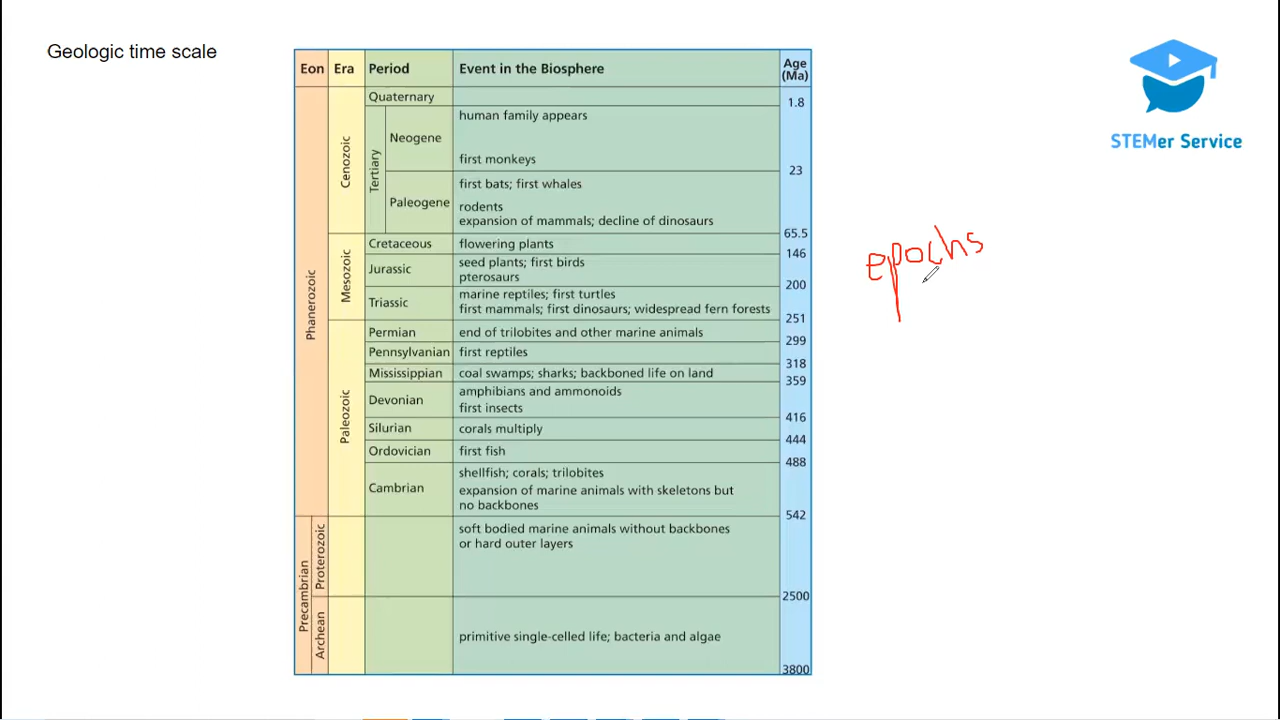 Geologic time scale
Eon Era Period Event in the Biosphere Age (Ma)
Phanerozoic
Cenozoic
Quaternary
1.8
Tertiary
Neogene
human family appears
first monkeys
23
Paleogene
first bats; first whales
rodents
expansion of mammals; decline of dinosaurs
65.5
Mesozoic
Cretaceous flowering plants
146
Jurassic
seed plants; first birds
pterosaurs
200
Triassic
marine reptiles; first turtles
first mammals; first dinosaurs; widespread fern forests
251
Paleozoic
Permian end of trilobites and other marine animals
299
Pennsylvanian first reptiles
318
Mississippian coal swamps; sharks; backboned life on land
359
Devonian
amphibians and ammonoids
first insects
416
Silurian corals multiply
444
Ordovician first fish
488
Cambrian
shellfish; corals; trilobites
expansion of marine animals with skeletons but
no backbones
542
Precambrian
Proterozoic
soft bodied marine animals without backbones
or hard outer layers
2500
Archean
primitive single-celled life; bacteria and algae
3800
epochs
STEMer Service